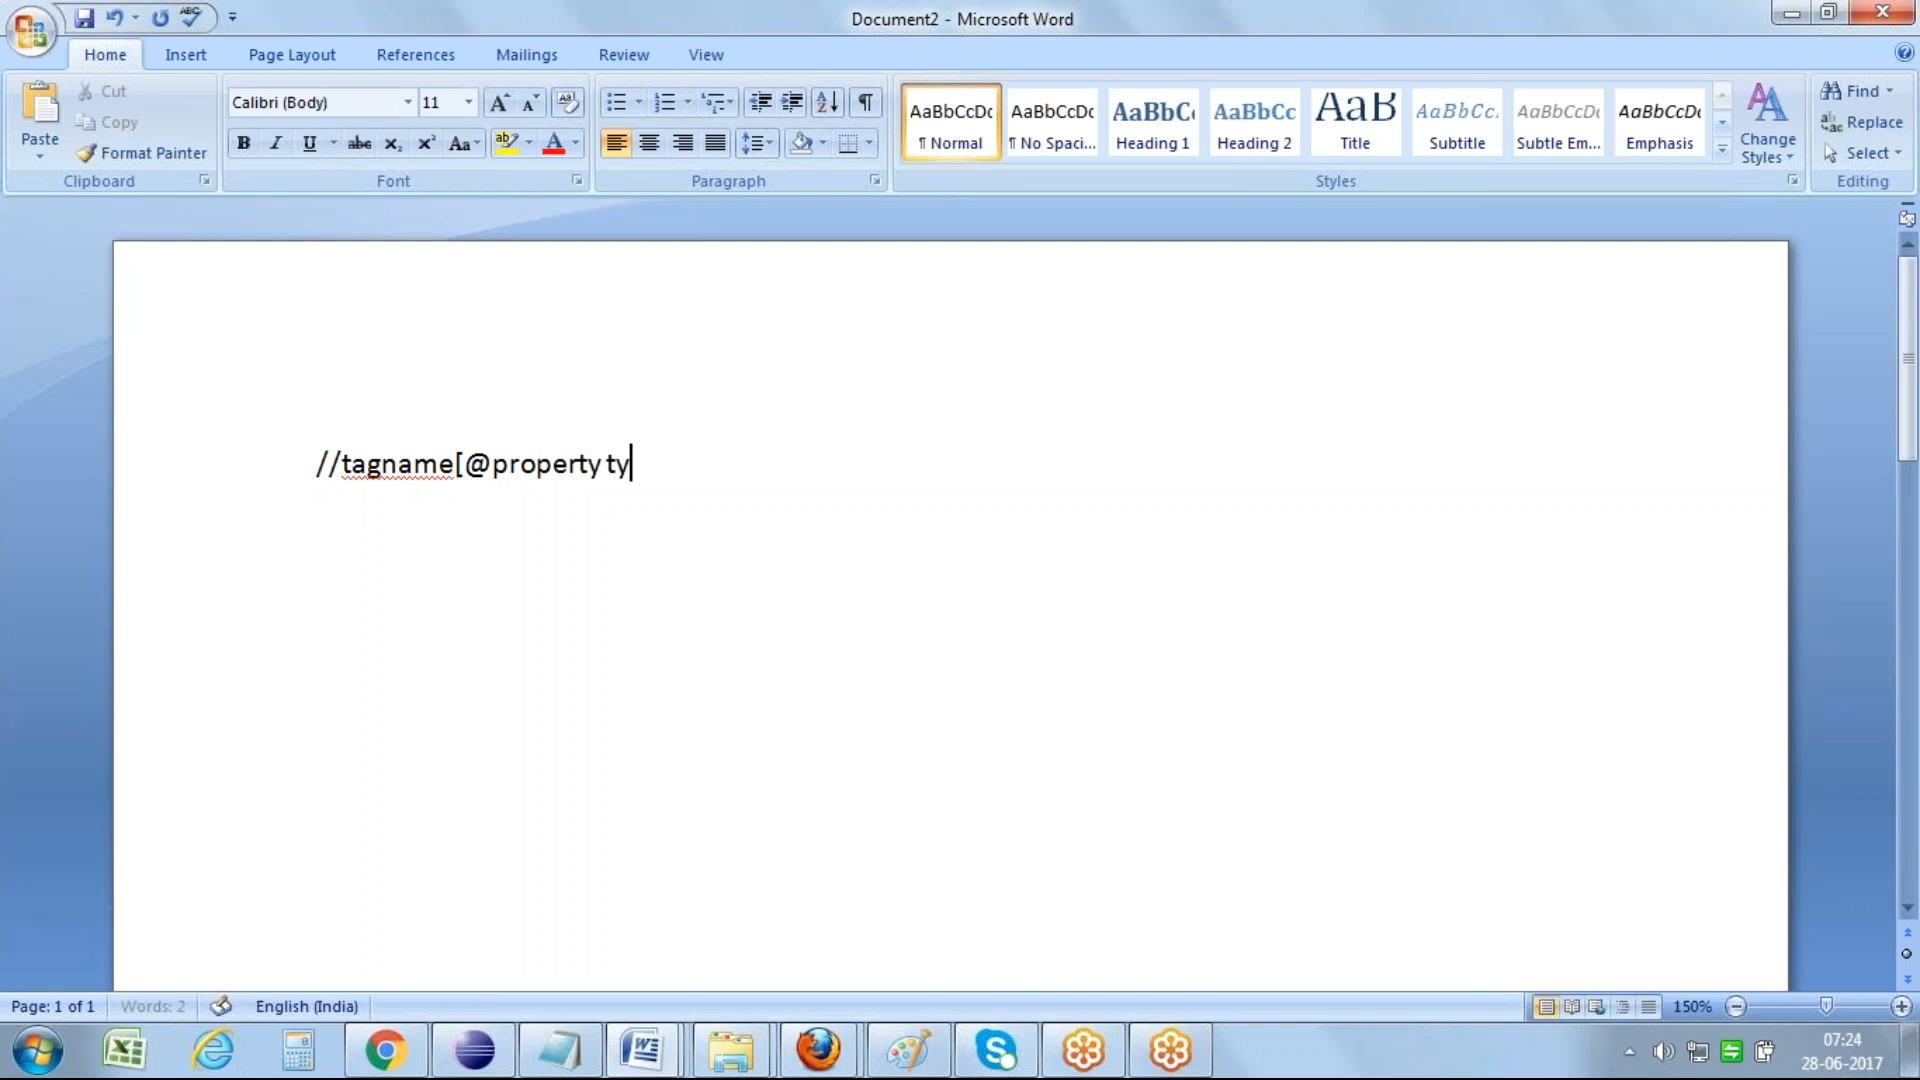 Document2 - Microsoft Word
Home Insert Page Layout References Mailings Review View
Paste
Cut
Copy
Format Painter
Clipboard
Calibri (Body) 11
Font
Paragraph
AaBbCcDc AaBbCcDc AaBbC AaBbCc AaB AaBbCc. AaBbCcDc AaBbCcDc
¶ Normal ¶ No Spaci... Heading 1 Heading 2 Title Subtitle Subtle Em... Emphasis
Change Styles
Styles
Find
Replace
Select
Editing
//tagname[@property ty
Page: 1 of 1 Words: 2 English (India) 150%
07:24
28-06-2017